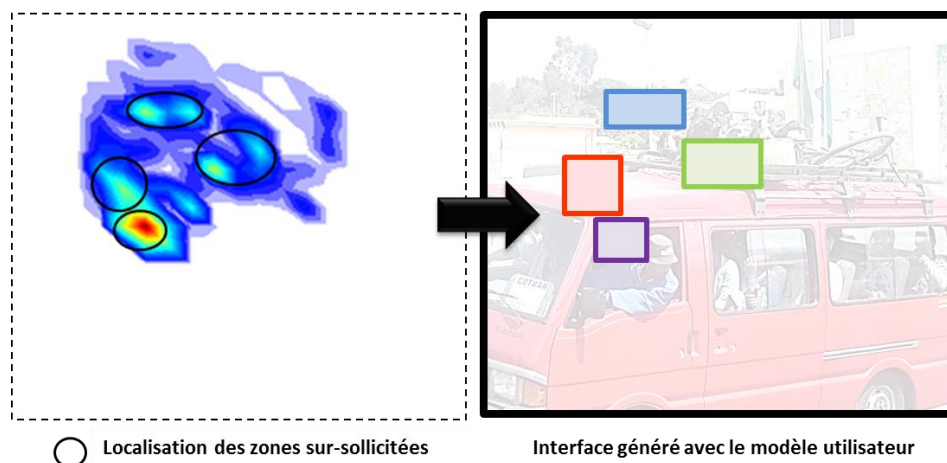 COTRAN
Localisation des zones sur-sollicitées
Interface généré avec le modèle utilisateur